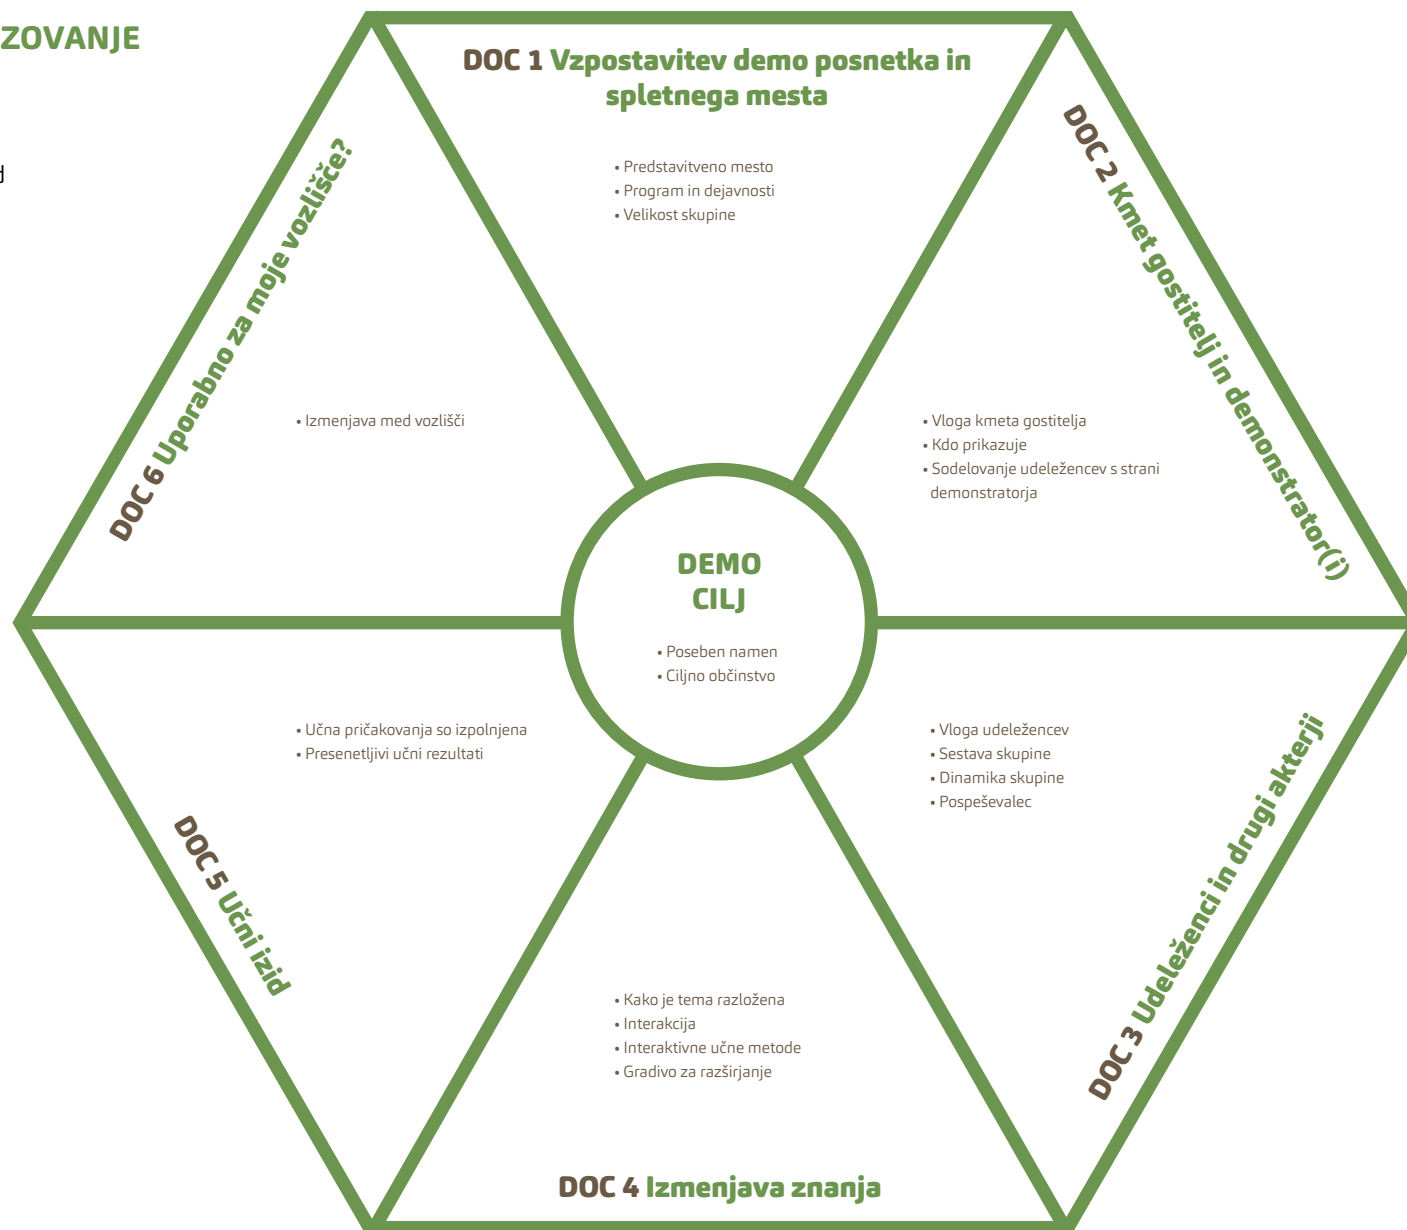 ZOVANJE
DOC 1 Vzpostavitev demo posnetka in
spletnega mesta
• Predstavitveno mesto
• Program in dejavnosti
• Velikost skupine
DOC 2 Kmet gostitelj in demonstrator(i)
• Vloga kmeta gostitelja
• Kdo prikazuje
• Sodelovanje udeležencev s strani
demonstratorja
DOC 3 Udeleženci in drugi akterji
• Vloga udeležencev
• Sestava skupine
• Dinamika skupine
• Pospeševalec
DOC 4 Izmenjava znanja
• Kako je tema razložena
• Interakcija
• Interaktivne učne metode
• Gradivo za razširjanje
DOC 5 Učni izid
• Učna pričakovanja so izpolnjena
• Presenetljivi učni rezultati
DOC 6 Uporabno za moje vozlišče?
• Izmenjava med vozlišči
DEMO
CILJ
• Poseben namen
• Ciljno občinstvo